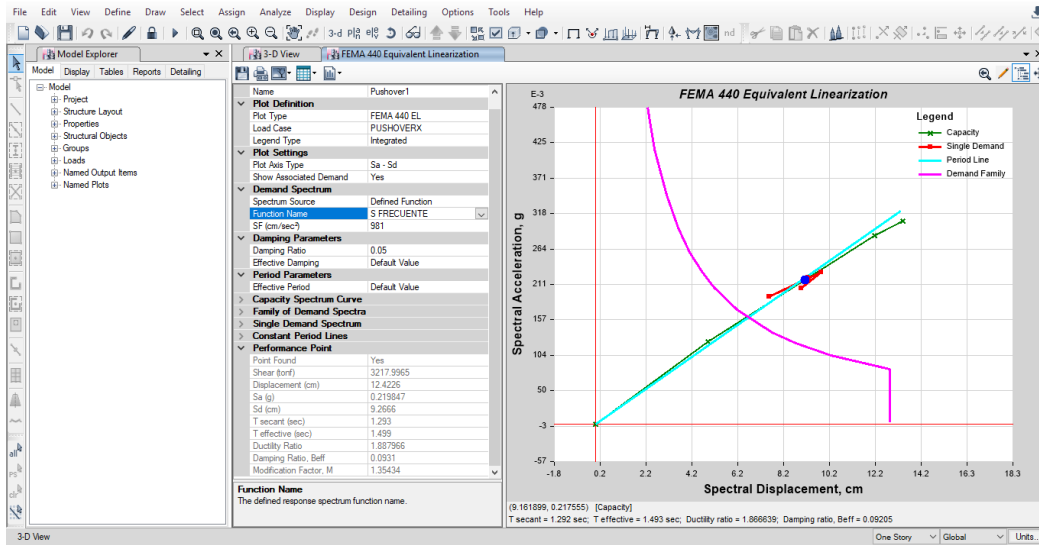 File Edit View Define Draw Select Assign Analyze Display Design Detailing Options Tools Help
3-d
nd
Model Explorer
3-D View FEMA 440 Equivalent Linearization
Model Display Tables Reports Detailing
Model
Project
Structure Layout
Properties
Structural Objects
Groups
Loads
Named Output Items
Named Plots
all
ps
clr
Name Pushover1
Plot Definition
Plot Type FEMA 440 EL
Load Case PUSHOVERX
Legend Type Integrated
Plot Settings
Plot Axis Type Sa - Sd
Show Associated Demand Yes
Demand Spectrum
Spectrum Source Defined Function
Function Name S FRECUENTE
SF (cm/sec²) 981
Damping Parameters
Damping Ratio 0.05
Effective Damping Default Value
Period Parameters
Effective Period Default Value
Capacity Spectrum Curve
Family of Demand Spectra
Single Demand Spectrum
Constant Period Lines
Performance Point
Point Found Yes
Shear (tonf) 3217.9965
Displacement (cm) 12.4226
Sa (g) 0.219847
Sd (cm) 9.2666
T secant (sec) 1.293
T effective (sec) 1.499
Ductility Ratio 1.887966
Damping Ratio, Beff 0.0931
Modification Factor, M 1.35434
Function Name
The defined response spectrum function name.
FEMA 440 Equivalent Linearization
E-3
478
425
371
318
264
211
157
104
50
-3
-57
Spectral Acceleration, g
Legend
Capacity
Single Demand
Period Line
Demand Family
-1.8 0.2 2.2 4.2 6.2 8.2 10.2 12.2 14.2 16.3 18.3
Spectral Displacement, cm
(9.161899, 0.217555) [Capacity]
T secant = 1.292 sec; T effective = 1.493 sec; Ductility ratio = 1.866639; Damping ratio, Beff = 0.09205
3-D View
One Story Global Units...